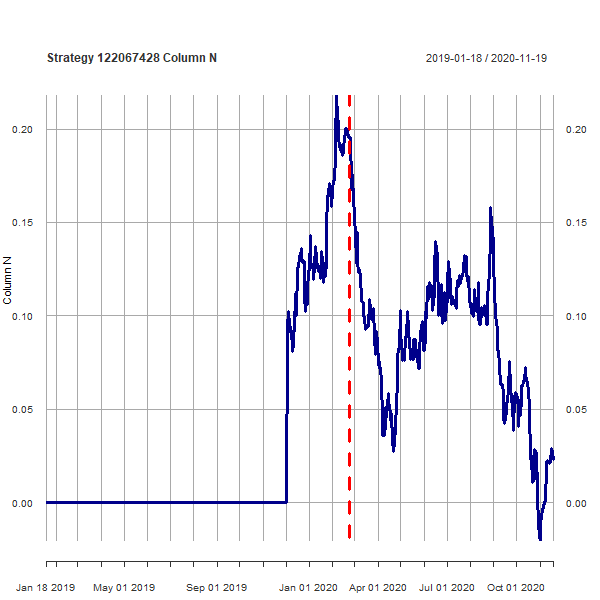 Strategy 122067428 Column N
2019-01-18 / 2020-11-19
Column N
0.20
0.15
0.10
0.05
0.00
0.20
0.15
0.10
0.05
0.00
Jan 18 2019
May 01 2019
Sep 01 2019
Jan 01 2020
Apr 01 2020
Jul 01 2020
Oct 01 2020